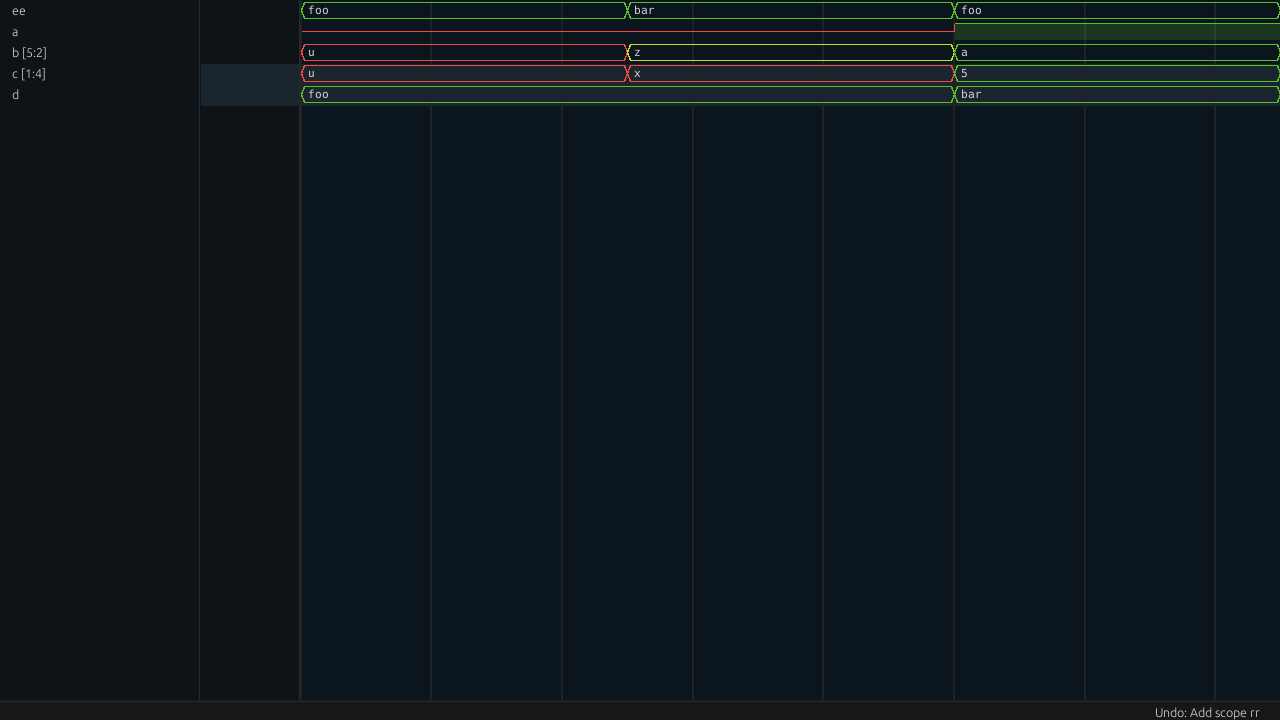 ee foo bar foo
a
b [5:2] u z a
c [1:4] u x 5
d foo bar
Undo: Add scope rr